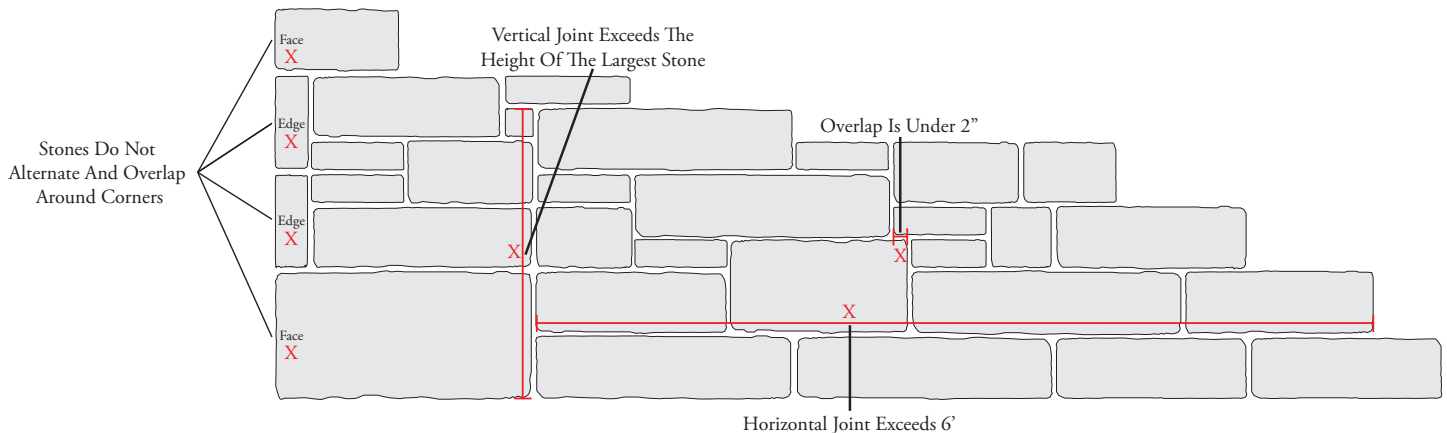 Vertical Joint Exceeds The
Height Of The Largest Stone
Face
X
Overlap Is Under 2”
Edge
X
Stones Do Not
Alternate And Overlap
Around Corners
Edge
X
X
X
X
Face
X
Horizontal Joint Exceeds 6’